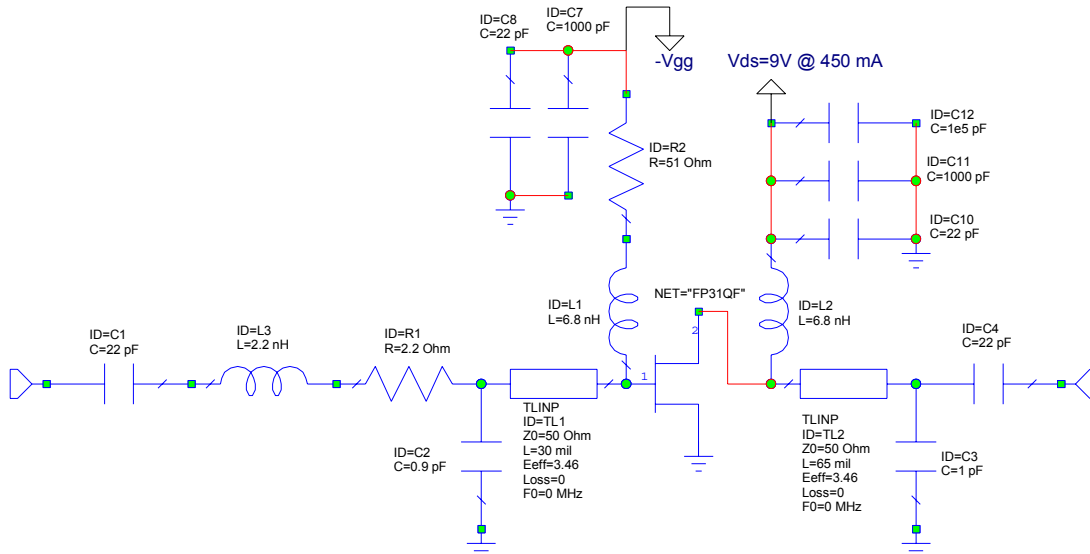 ID=C8
C=22 pF
ID=C7
C=1000 pF
-Vgg
Vds=9V @ 450 mA
ID=R2
R=51 Ohm
ID=C12
C=1e5 pF
ID=C11
C=1000 pF
ID=C10
C=22 pF
ID=L1
L=6.8 nH
NET="FP31QF"
ID=L2
L=6.8 nH
2
1
ID=C1
C=22 pF
ID=L3
L=2.2 nH
ID=R1
R=2.2 Ohm
ID=C4
C=22 pF
ID=C2
C=0.9 pF
TLINP
ID=TL1
Z0=50 Ohm
L=30 mil
Eeff=3.46
Loss=0
F0=0 MHz
TLINP
ID=TL2
Z0=50 Ohm
L=65 mil
Eeff=3.46
Loss=0
F0=0 MHz
ID=C3
C=1 pF